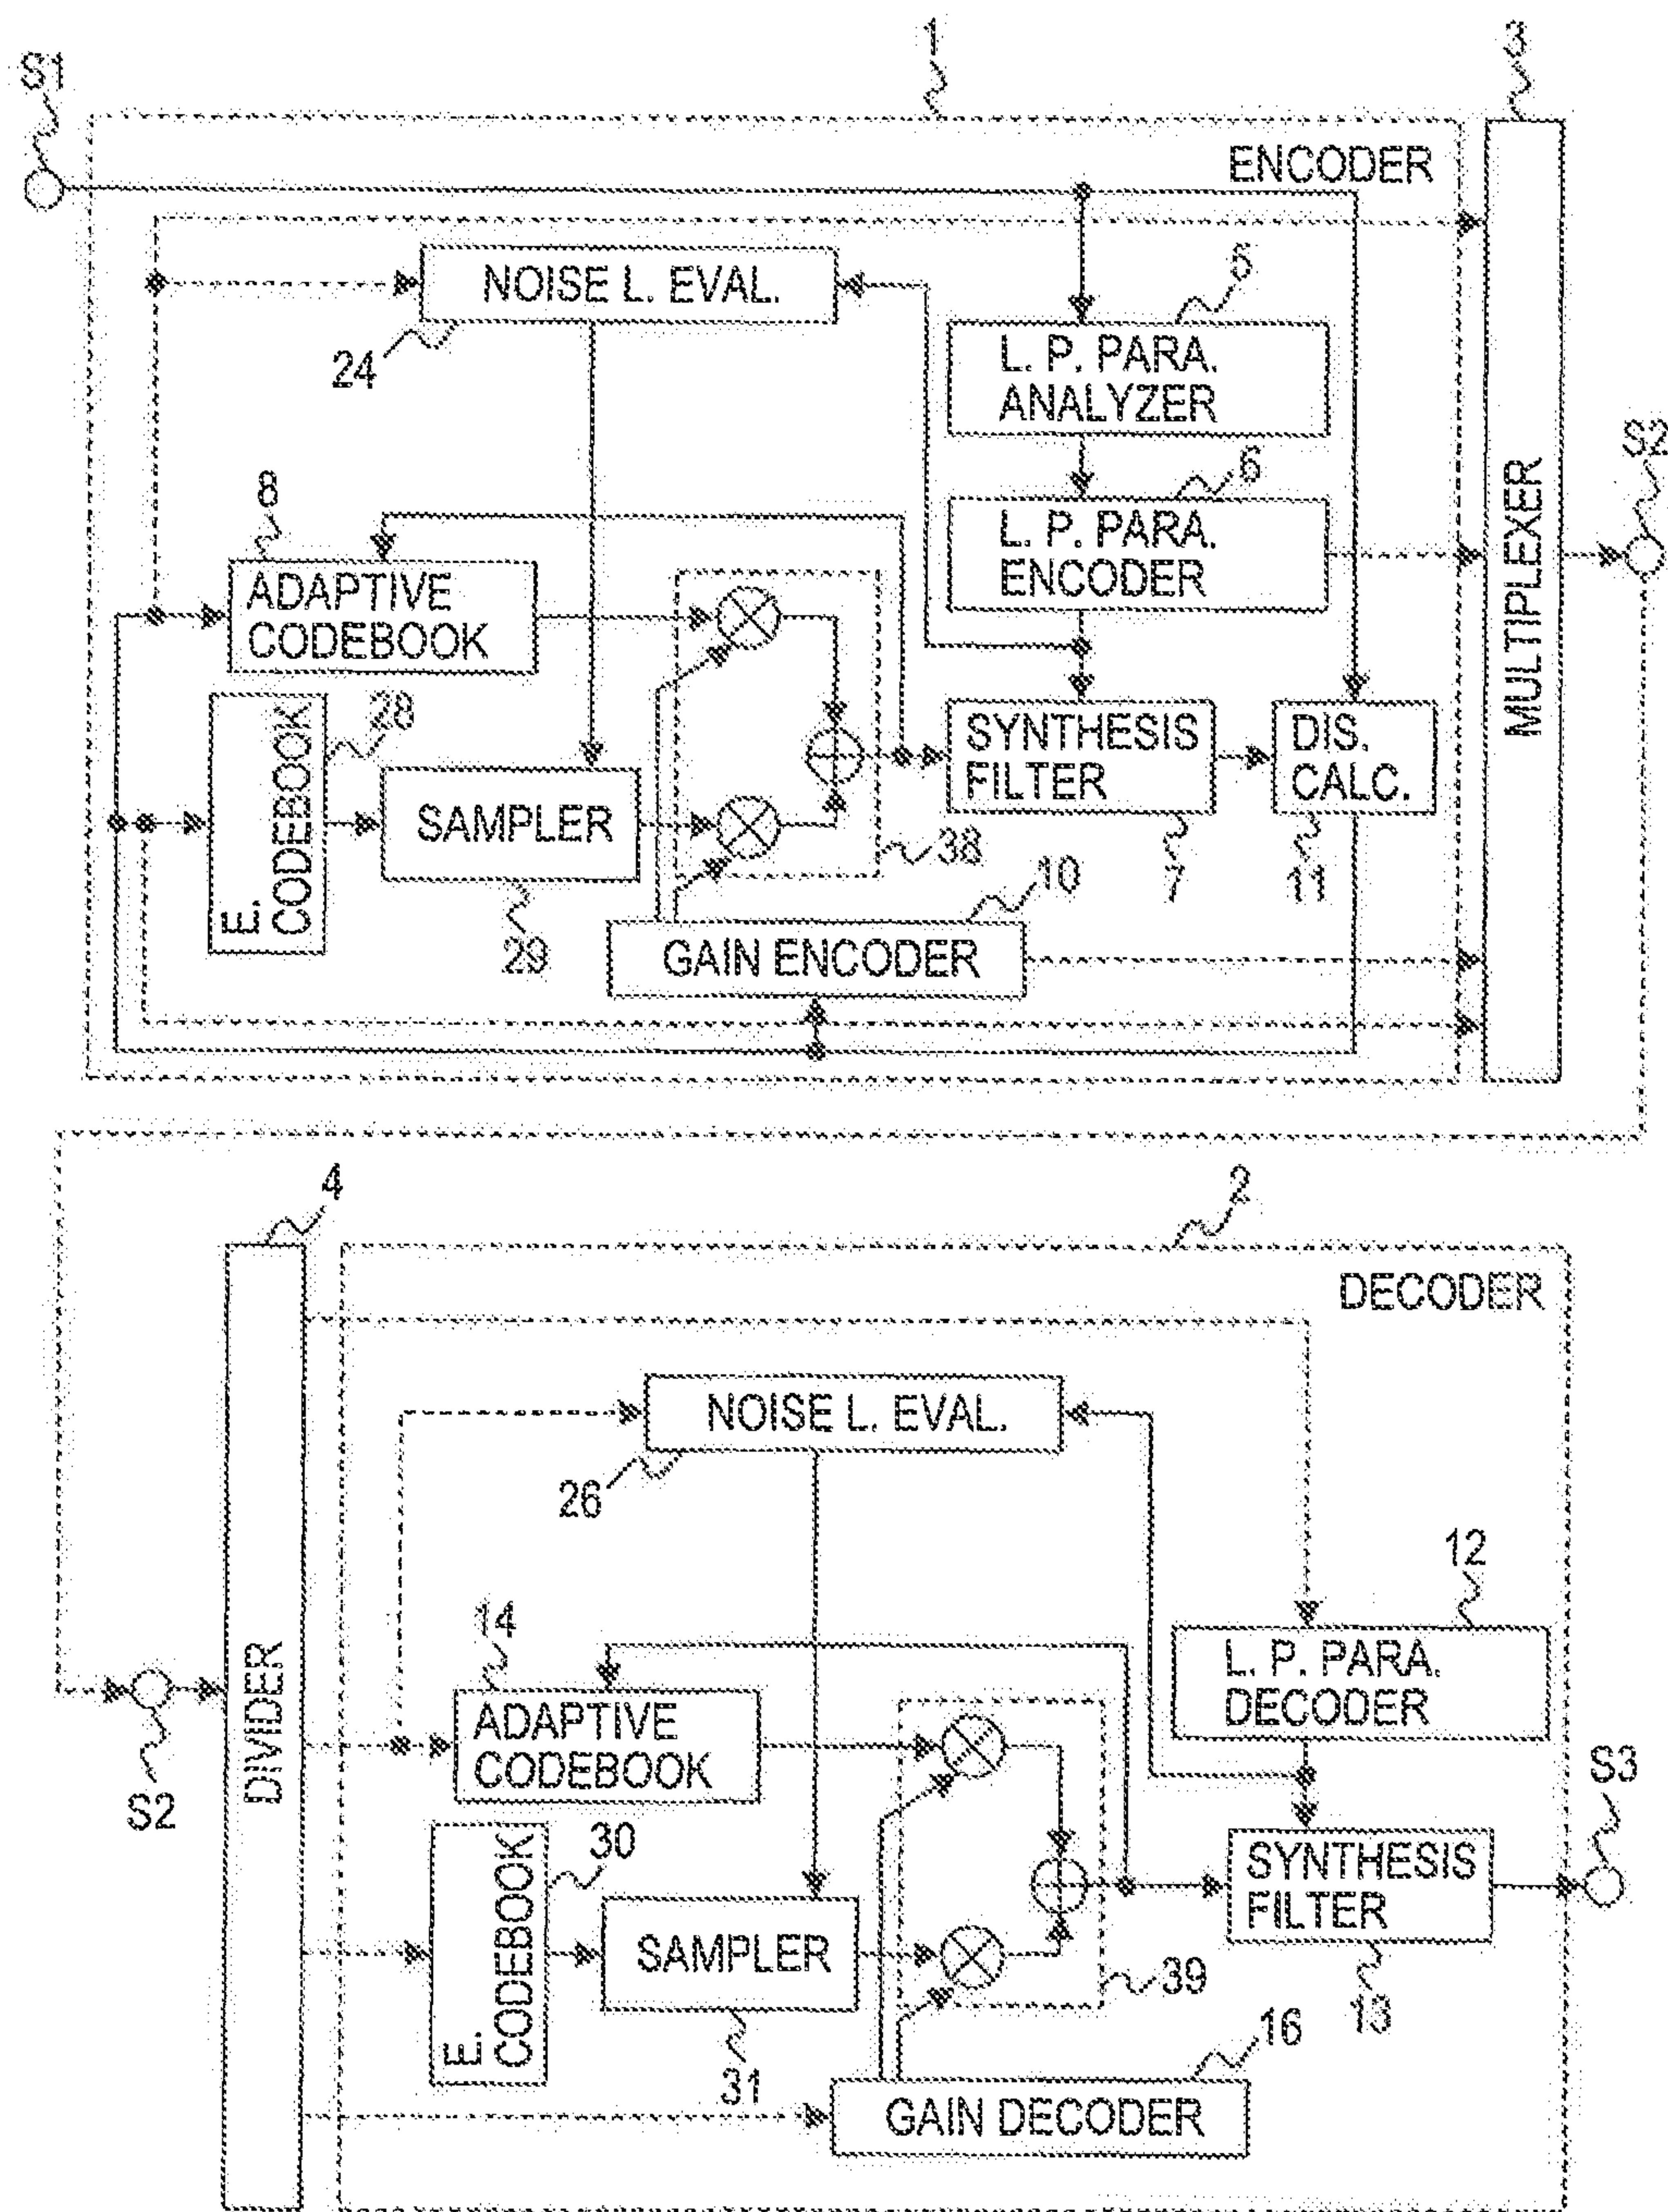 1
3
S1
ENCODER
NOISE L. EVAL.
5
24
L. P. PARA.
ANALYZER
S2
8
6
L. P. PARA.
ENCODER
MULTIPLEXER
ADAPTIVE
CODEBOOK
28
E.
CODEBOOK
SYNTHESIS
FILTER
DIS.
CALC.
SAMPLER
38
10
7
11
29
GAIN ENCODER
4
2
DECODER
NOISE L. EVAL.
26
12
14
L. P. PARA.
DECODER
DIVIDER
ADAPTIVE
CODEBOOK
S3
S2
30
E.
CODEBOOK
SYNTHESIS
FILTER
SAMPLER
39
13
16
31
GAIN DECODER